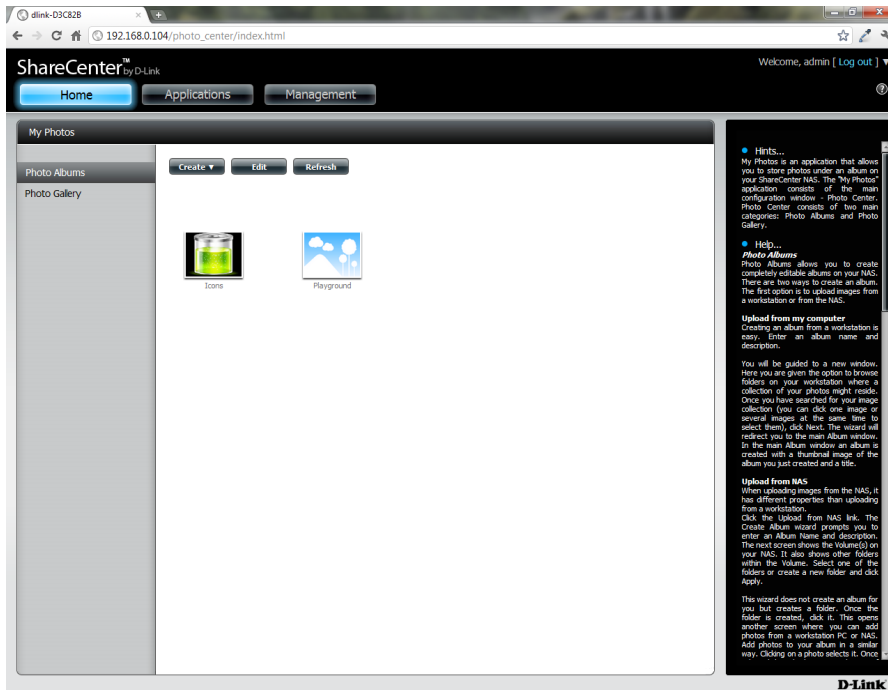 dlink-D3C82B
192.168.0.104/photo_center/index.html
ShareCenter™ by D-Link
Welcome, admin [ Log out ]
Home
Applications
Management
My Photos
Photo Albums
Photo Gallery
Create ▼
Edit
Refresh
Icons
Playground
Hints...
My Photos is an application that allows
you to store photos under an album on
your ShareCenter NAS. The "My Photos"
application consists of the main
configuration window - Photo Center.
Photo Center consists of two main
categories: Photo Albums and Photo
Gallery.
Help...
Photo Albums
Photo Albums allows you to create
completely editable albums on your NAS.
There are two ways to create an album.
The first option is to upload images from
a workstation or from the NAS.
Upload from my computer
Creating an album from a workstation is
easy. Enter an album name and
description.
You will be guided to a new window.
Here you are given the option to browse
folders on your workstation where a
collection of your photos might reside.
Once you have searched for your image
collection (you can click one image or
several images at the same time to
select them), click Next. The wizard will
redirect you to the main Album window.
In the main Album window an album is
created with a thumbnail image of the
album you just created and a title.
Upload from NAS
When uploading images from the NAS, it
has different properties than uploading
from a workstation.
Click the Upload from NAS link. The
Create Album wizard prompts you to
enter an Album Name and description.
The next screen shows the Volume(s) on
your NAS. It also shows other folders
within the Volume. Select one of the
folders or create a new folder and click
Apply.
This wizard does not create an album for
you but creates a folder. Once the
folder is created, click it. This opens
another screen where you can add
photos from a workstation PC or NAS.
Add photos to your album in a similar
way. Clicking on a photo selects it. Once
D-Link